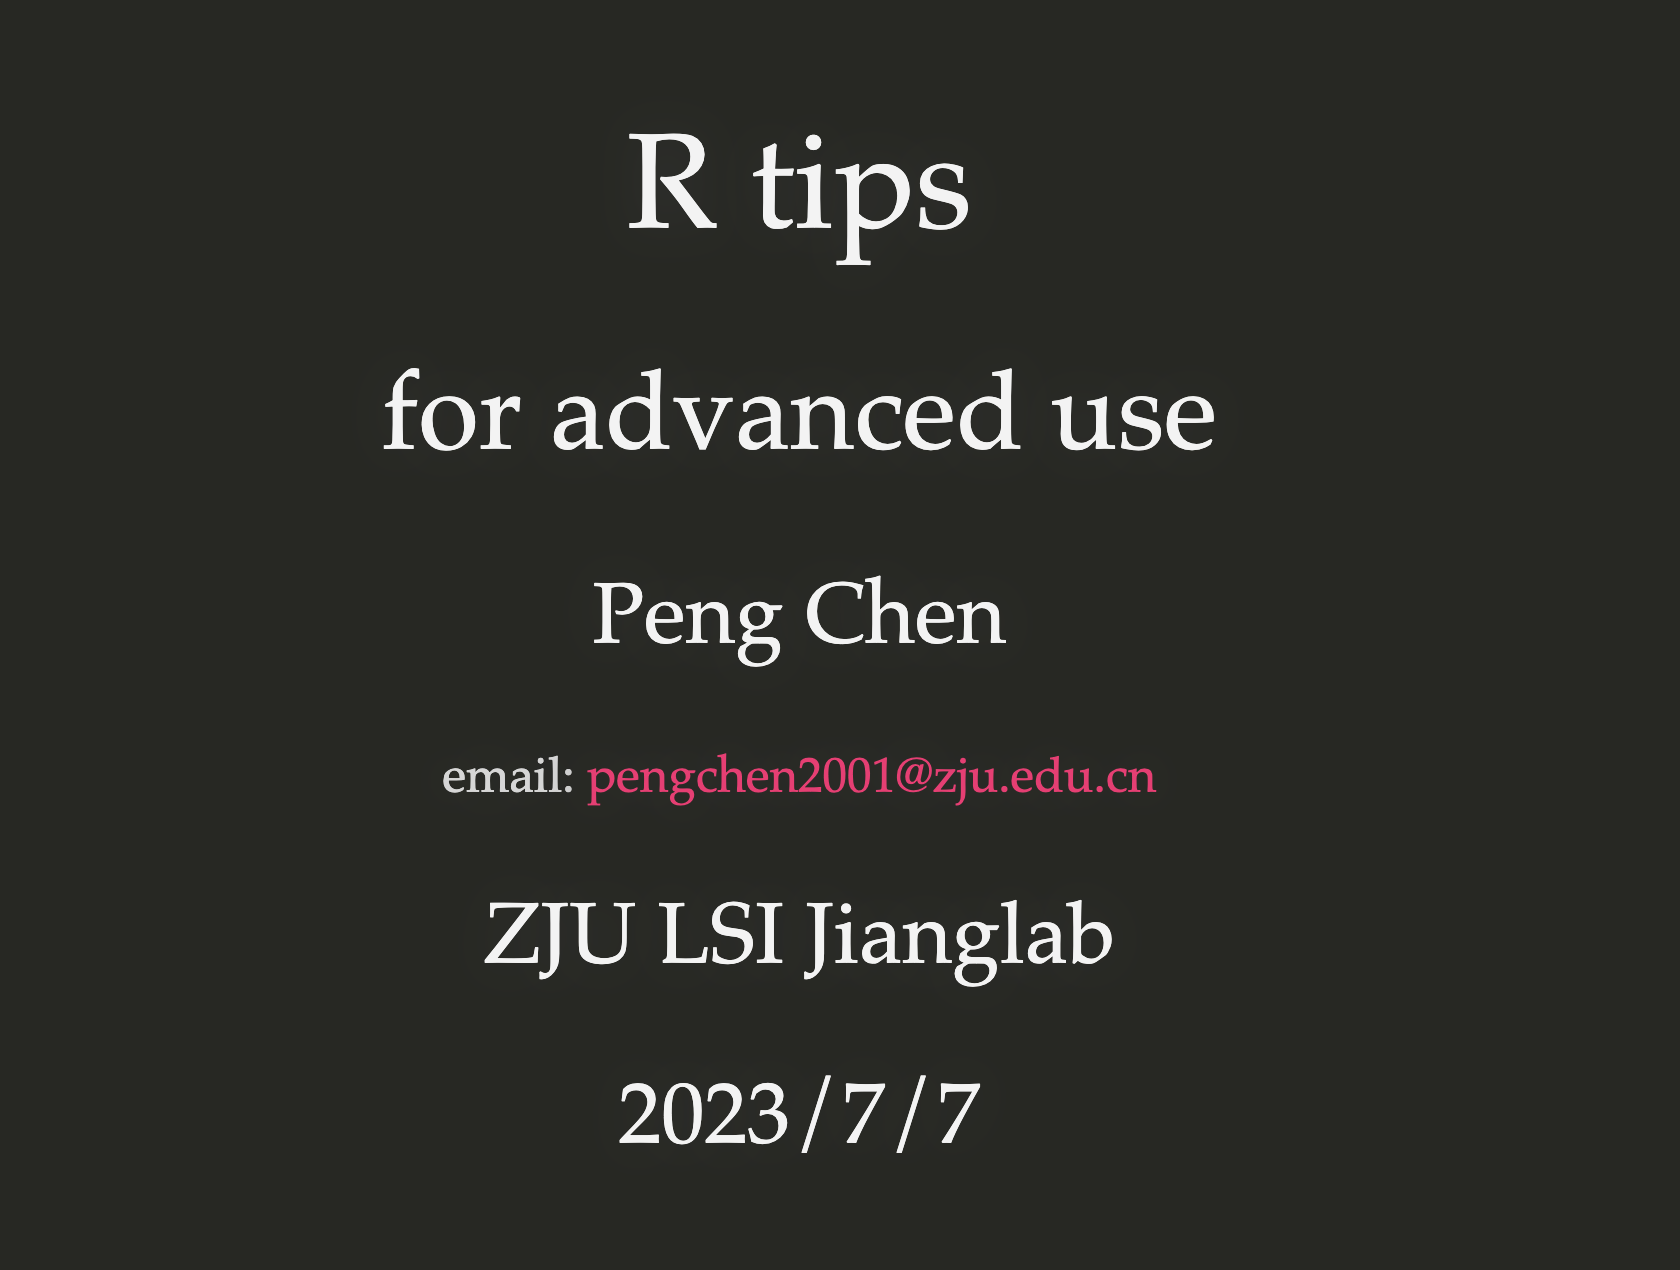 R tips
for advanced use
Peng Chen
email: pengchen2001@zju.edu.cn
ZJU LSI Jianglab
2023/7/7